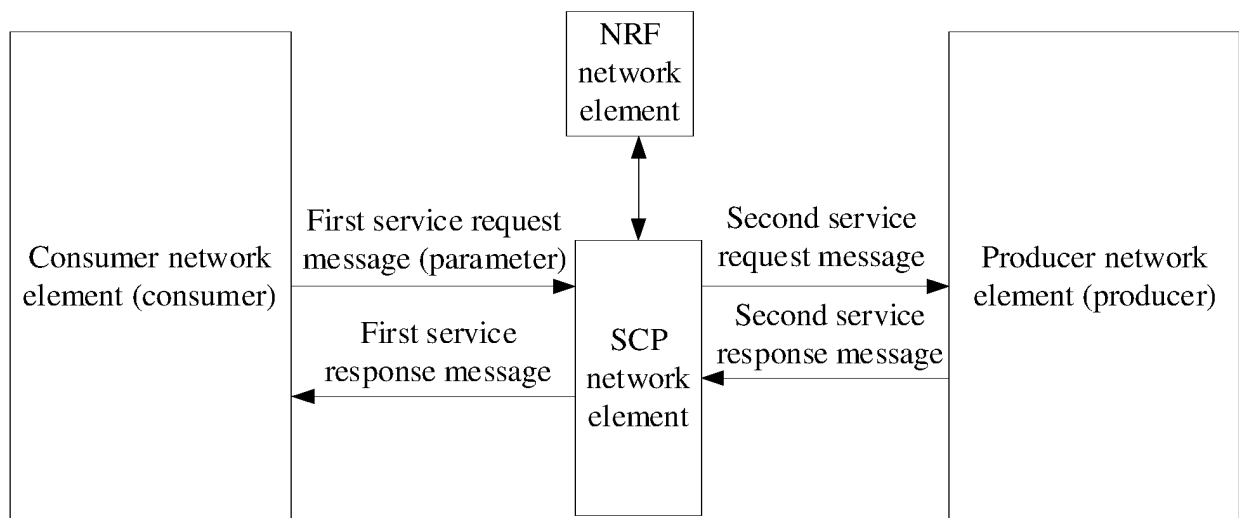 NRF
network
element
First service request
message (parameter)
Second service
request message
Consumer network
element (consumer)
Producer network
element (producer)
First service
response message
SCP
network
element
Second service
response message